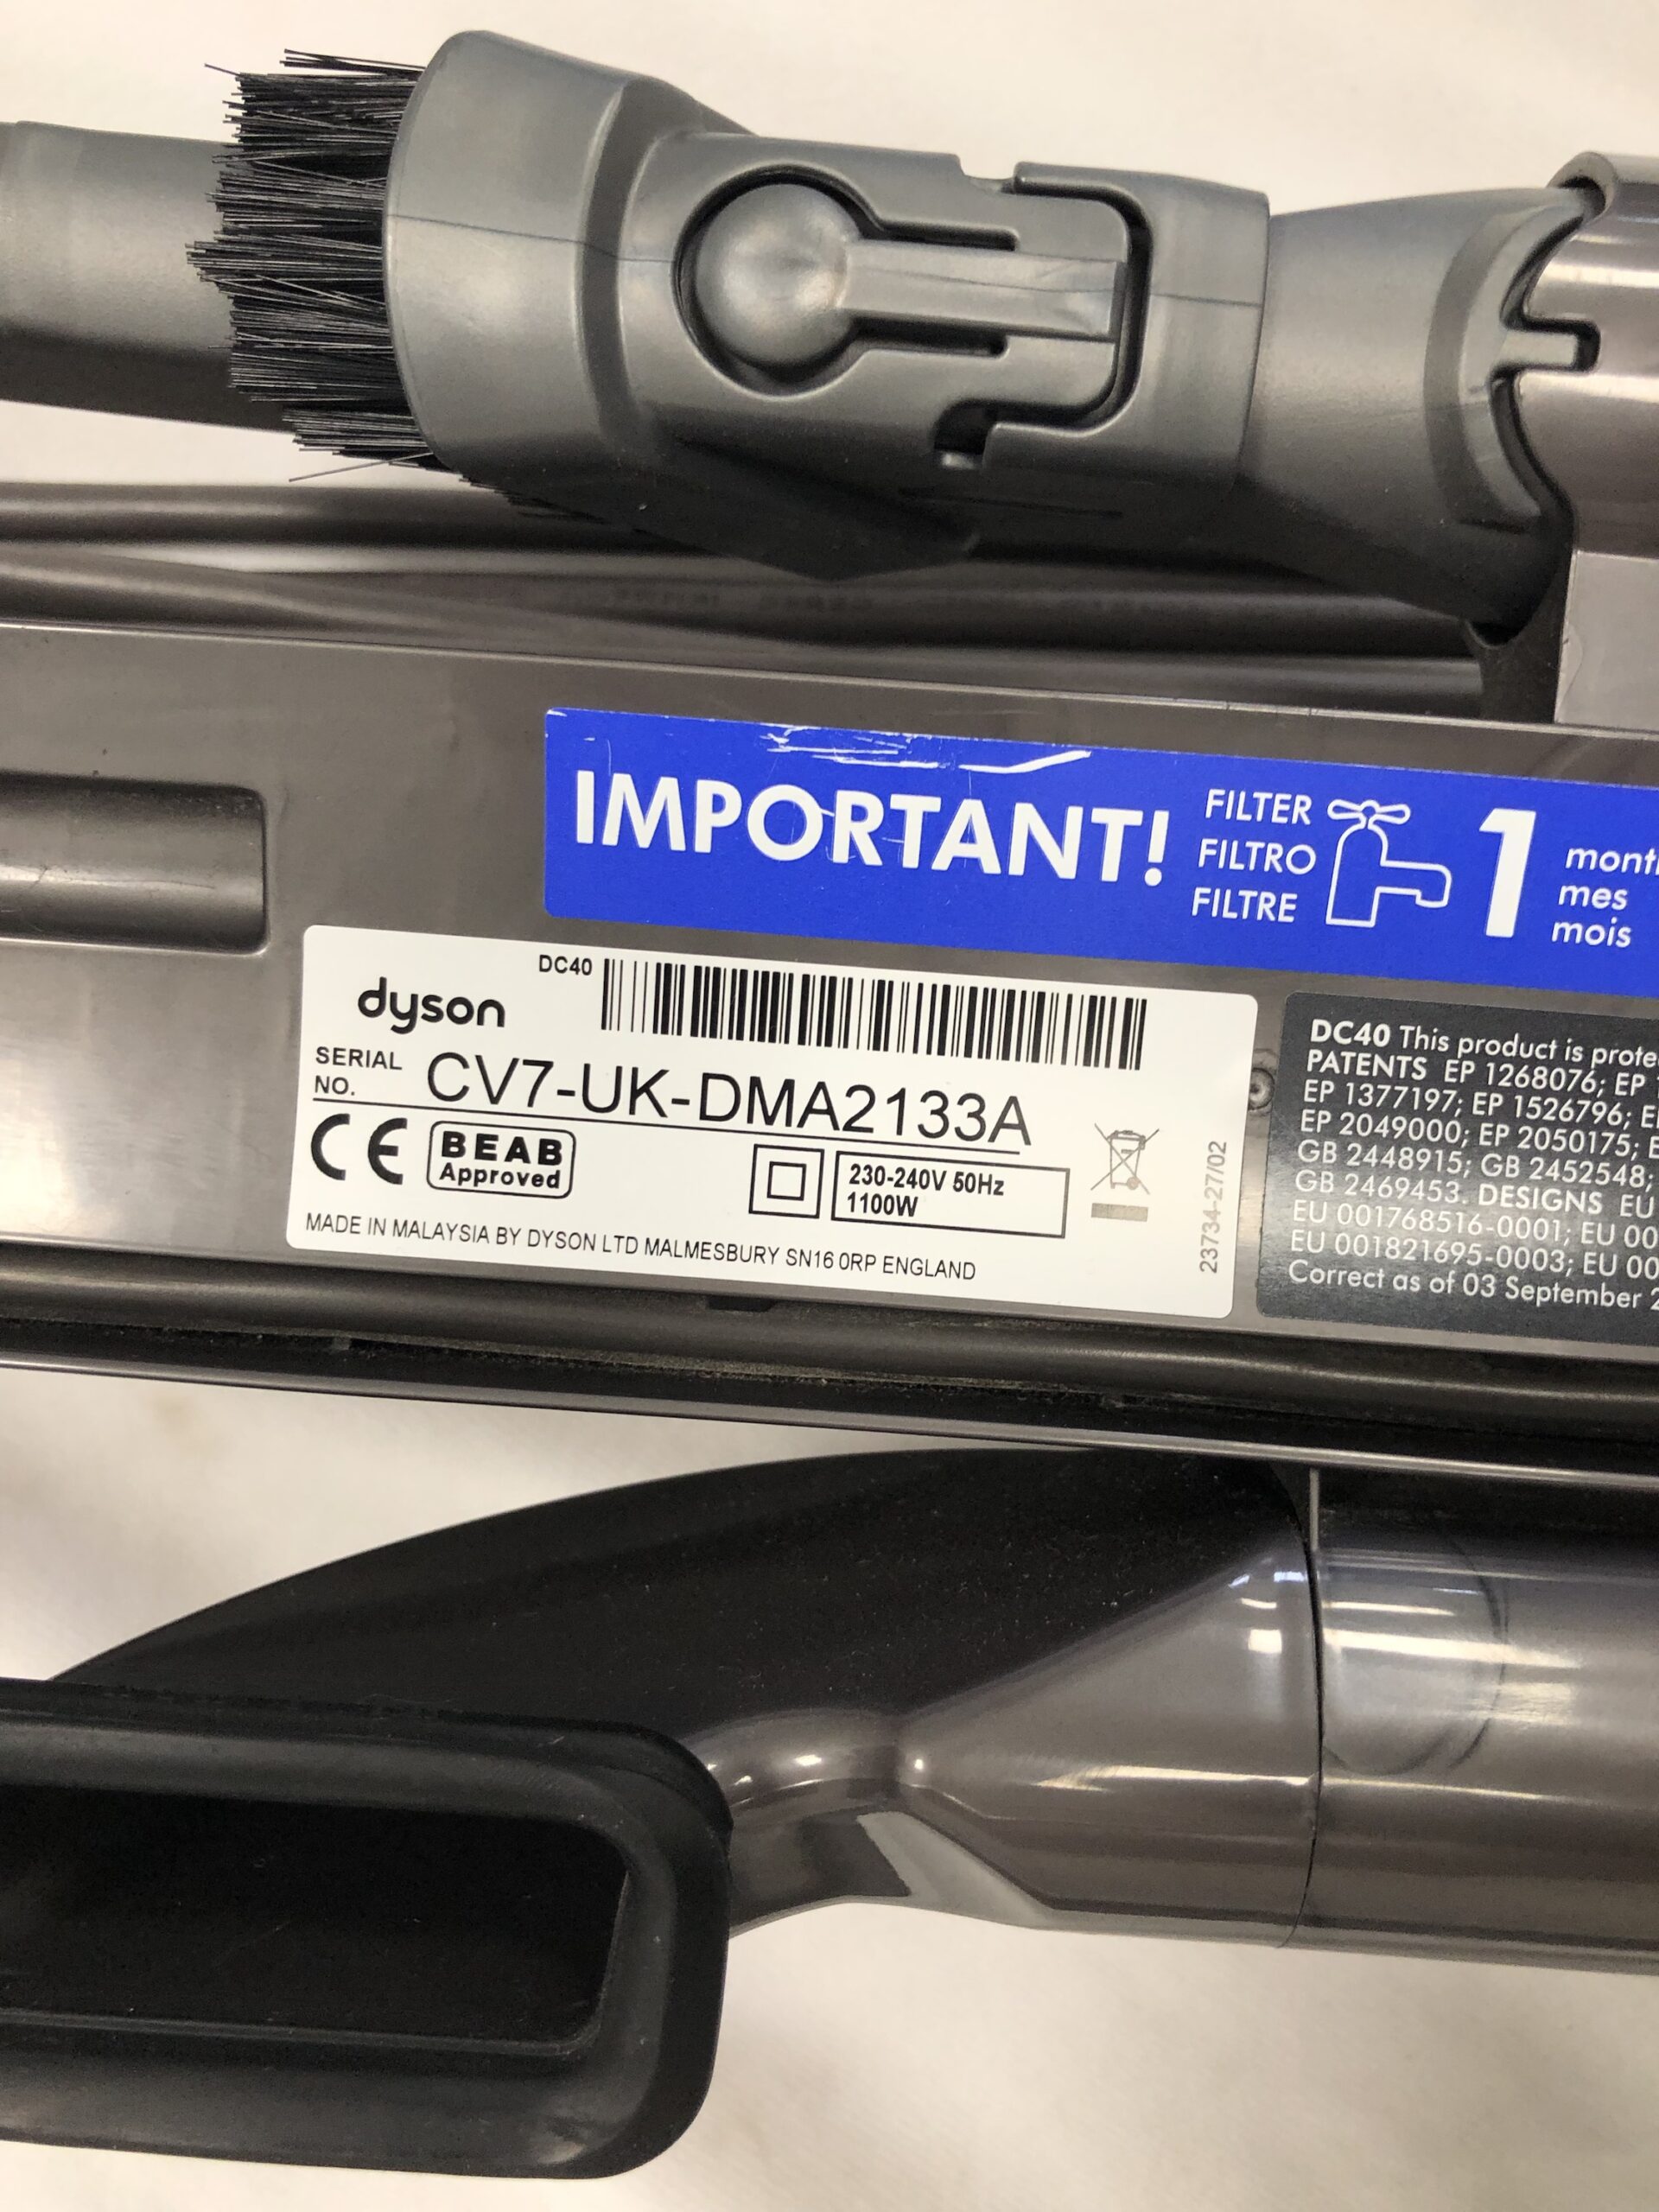 IMPORTANT!
FILTER
FILTRO
FILTRE
1
mes
mois
DC40
dyson
SERIAL
NO.
CV7-UK-DMA2133A
CE
BEAB
Approved
230-240V 50Hz
1100W
MADE IN MALAYSIA BY DYSON LTD MALMESBURY SN16 0RP ENGLAND
23734-27/02
DC40 This product is
PATENTS EP 1268076; EP
EP 1377197; EP 1526796;
EP 2049000; EP 2050175;
GB 2448915; GB 2452548;
GB 2469453. DESIGNS EU
EU 001768516-0001; EU
EU 001821695-0003; EU
Correct as of 03 September